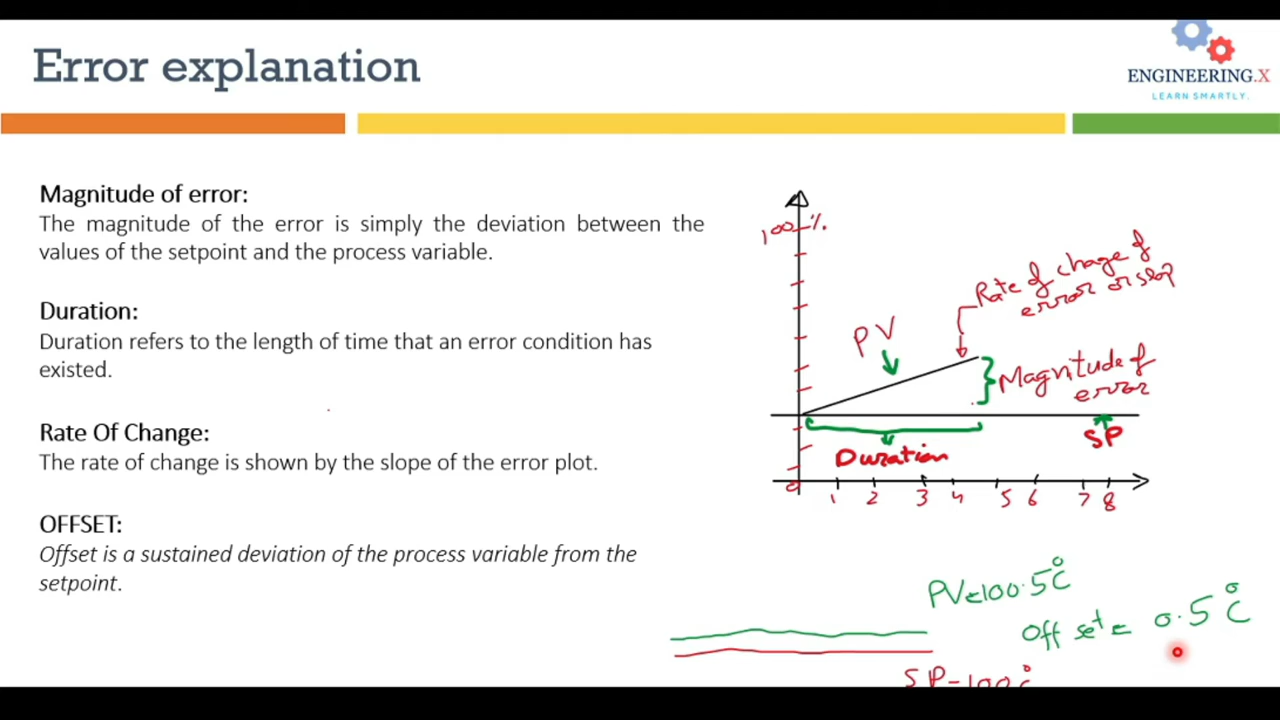 Error explanation
ENGINEERING.X
LEARN SMARTLY.
Magnitude of error:
The magnitude of the error is simply the deviation between the
values of the setpoint and the process variable.
Duration:
Duration refers to the length of time that an error condition has
existed.
Rate Of Change:
The rate of change is shown by the slope of the error plot.
OFFSET:
Offset is a sustained deviation of the process variable from the
setpoint.
100 %
Rate of change of
error or slop
PV
Magnitude of
error
SP
Duration
0 1 2 3 4 5 6 7 8
PV=100.5°C
Off set = 0.5°C
SP-100°C